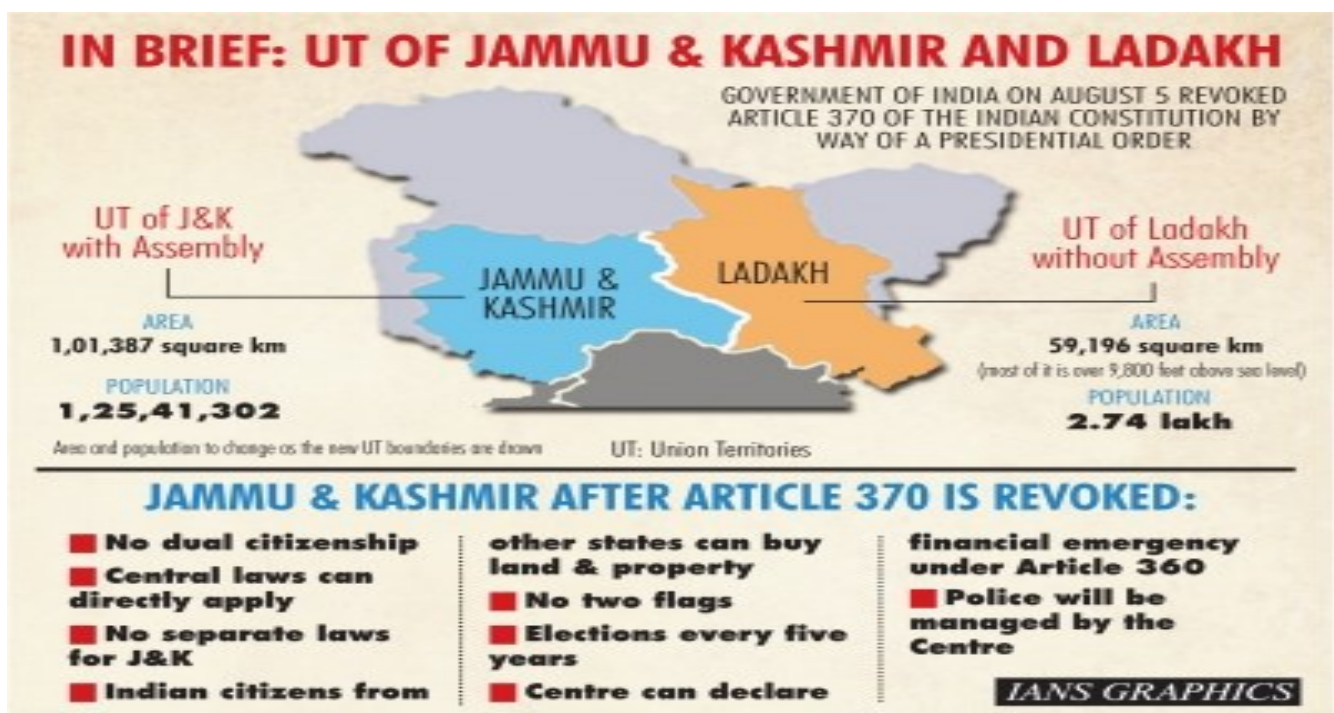 IN BRIEF: UT OF JAMMU & KASHMIR AND LADAKH
GOVERNMENT OF INDIA ON AUGUST 5 REVOKED
ARTICLE 370 OF THE INDIAN CONSTITUTION BY
WAY OF A PRESIDENTIAL ORDER
UT of J&K
with Assembly
AREA
1,01,387 square km
POPULATION
1,25,41,302
JAMMU &
KASHMIR
LADAKH
UT of Ladakh
without Assembly
AREA
59,196 square km
(most of it is over 9,800 feet above sea level)
POPULATION
2.74 lakh
Area and population to change as the new UT boundaries are drawn
UT: Union Territories
JAMMU & KASHMIR AFTER ARTICLE 370 IS REVOKED:
No dual citizenship
Central laws can
directly apply
No separate laws
for J&K
Indian citizens from
other states can buy
land & property
No two flags
Elections every five
years
Centre can declare
financial emergency
under Article 360
Police will be
managed by the
Centre
IANS GRAPHICS